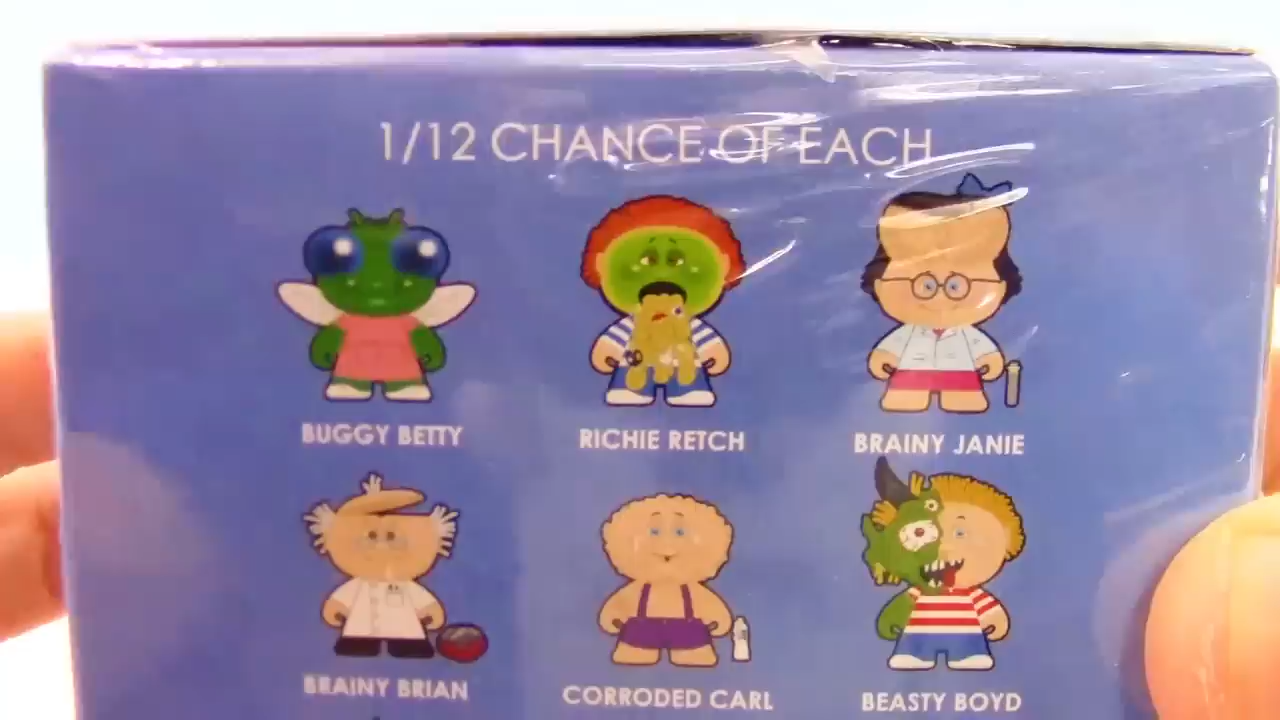 1/12 CHANCE OF EACH
BUGGY BETTY RICHIE RETCH BRAINY JANIE
BRAINY BRIAN CORRODED CARL BEASTY BOYD